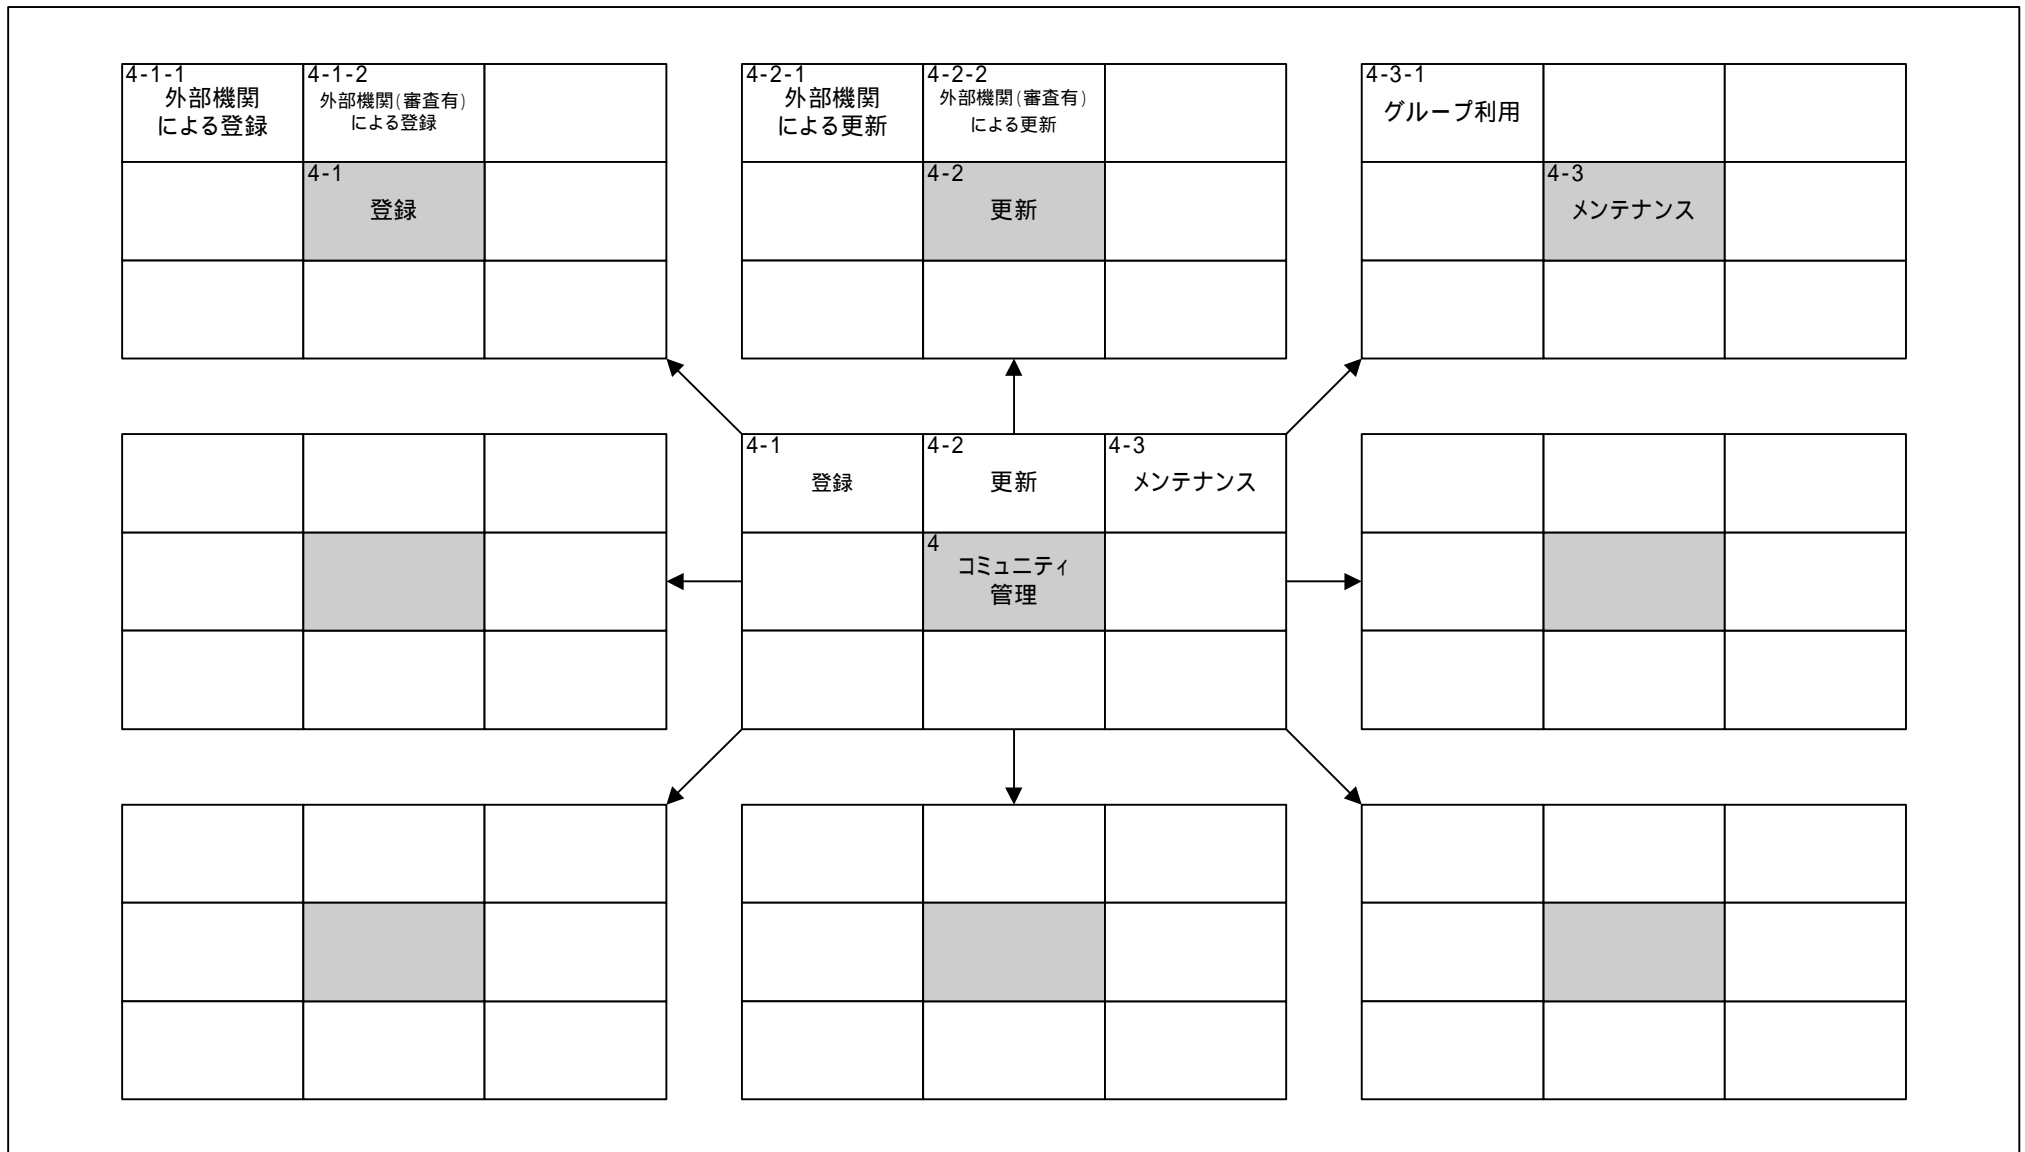 4-1-1
外部機関
による登録
4-1-2
外部機関(審査有)
による登録
4-1
登録
4-2-1
外部機関
による更新
4-2-2
外部機関(審査有)
による更新
4-2
更新
4-3-1
グループ利用
4-3
メンテナンス
4-1
登録
4-2
更新
4-3
メンテナンス
4
コミュニティ
管理